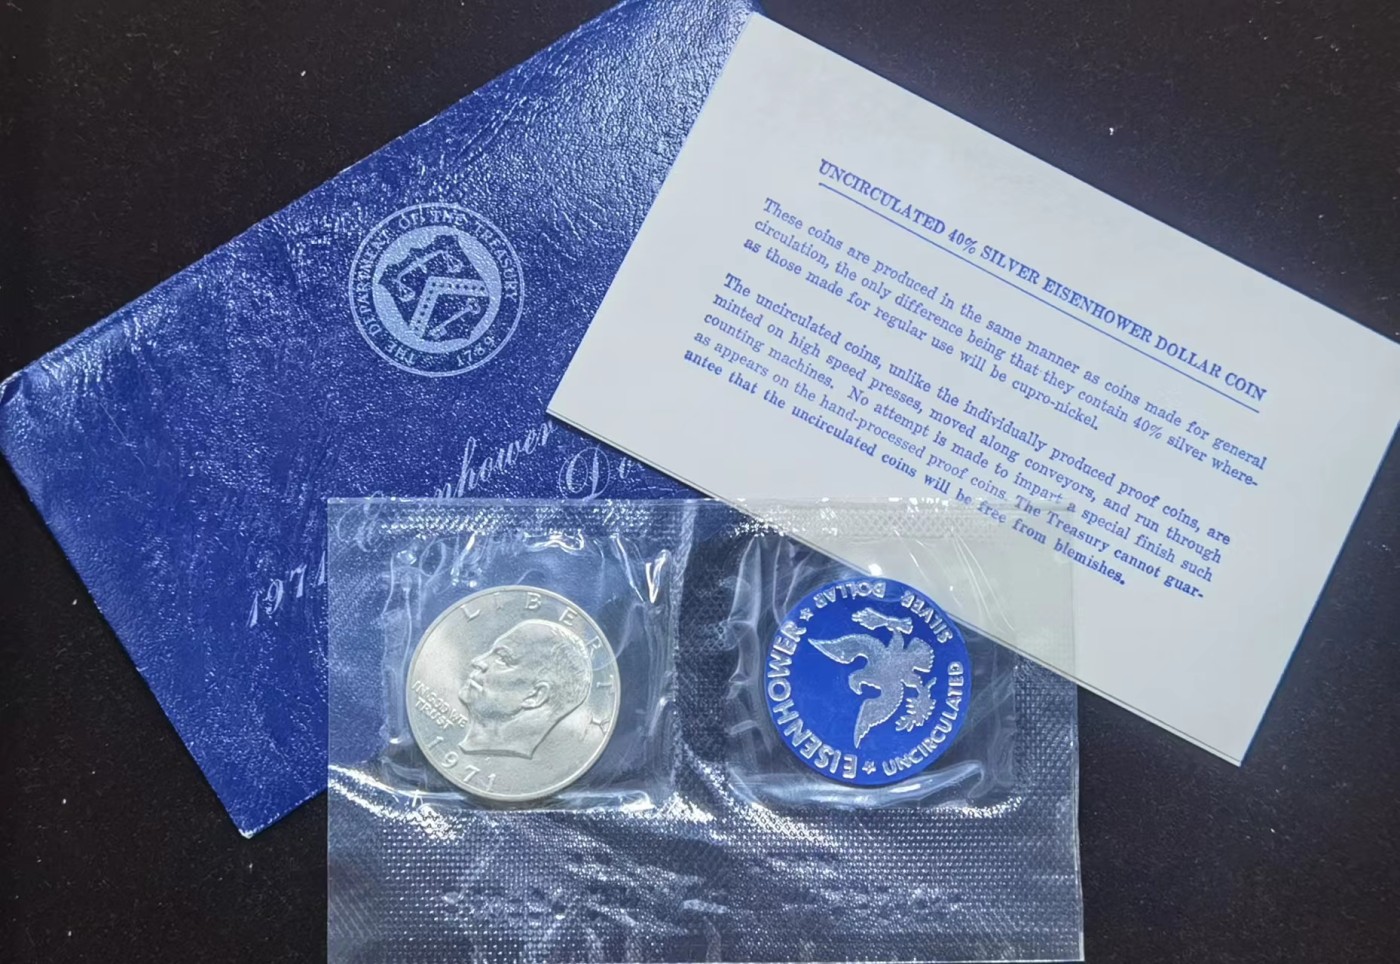 THE DEPARTMENT OF THE TREASURY
1789
Dol
UNCIRCULATED 40% SILVER EISENHOWER DOLLAR COIN
These coins are produced in the same manner as coins made for general
circulation, the only difference being that they contain 40% silver where-
as those made for regular use will be cupro-nickel.
The uncirculated coins, unlike the individually produced proof coins, are
minted on high speed presses, moved along conveyors, and run through
counting machines. No attempt is made to impart a special finish such
as appears on the hand-processed proof coins. The Treasury cannot guar-
antee that the uncirculated coins will be free from blemishes.
LIBERTY
IN GOD WE
TRUST
1971
EISENHOWER
SILVER DOLLAR
UNCIRCULATED